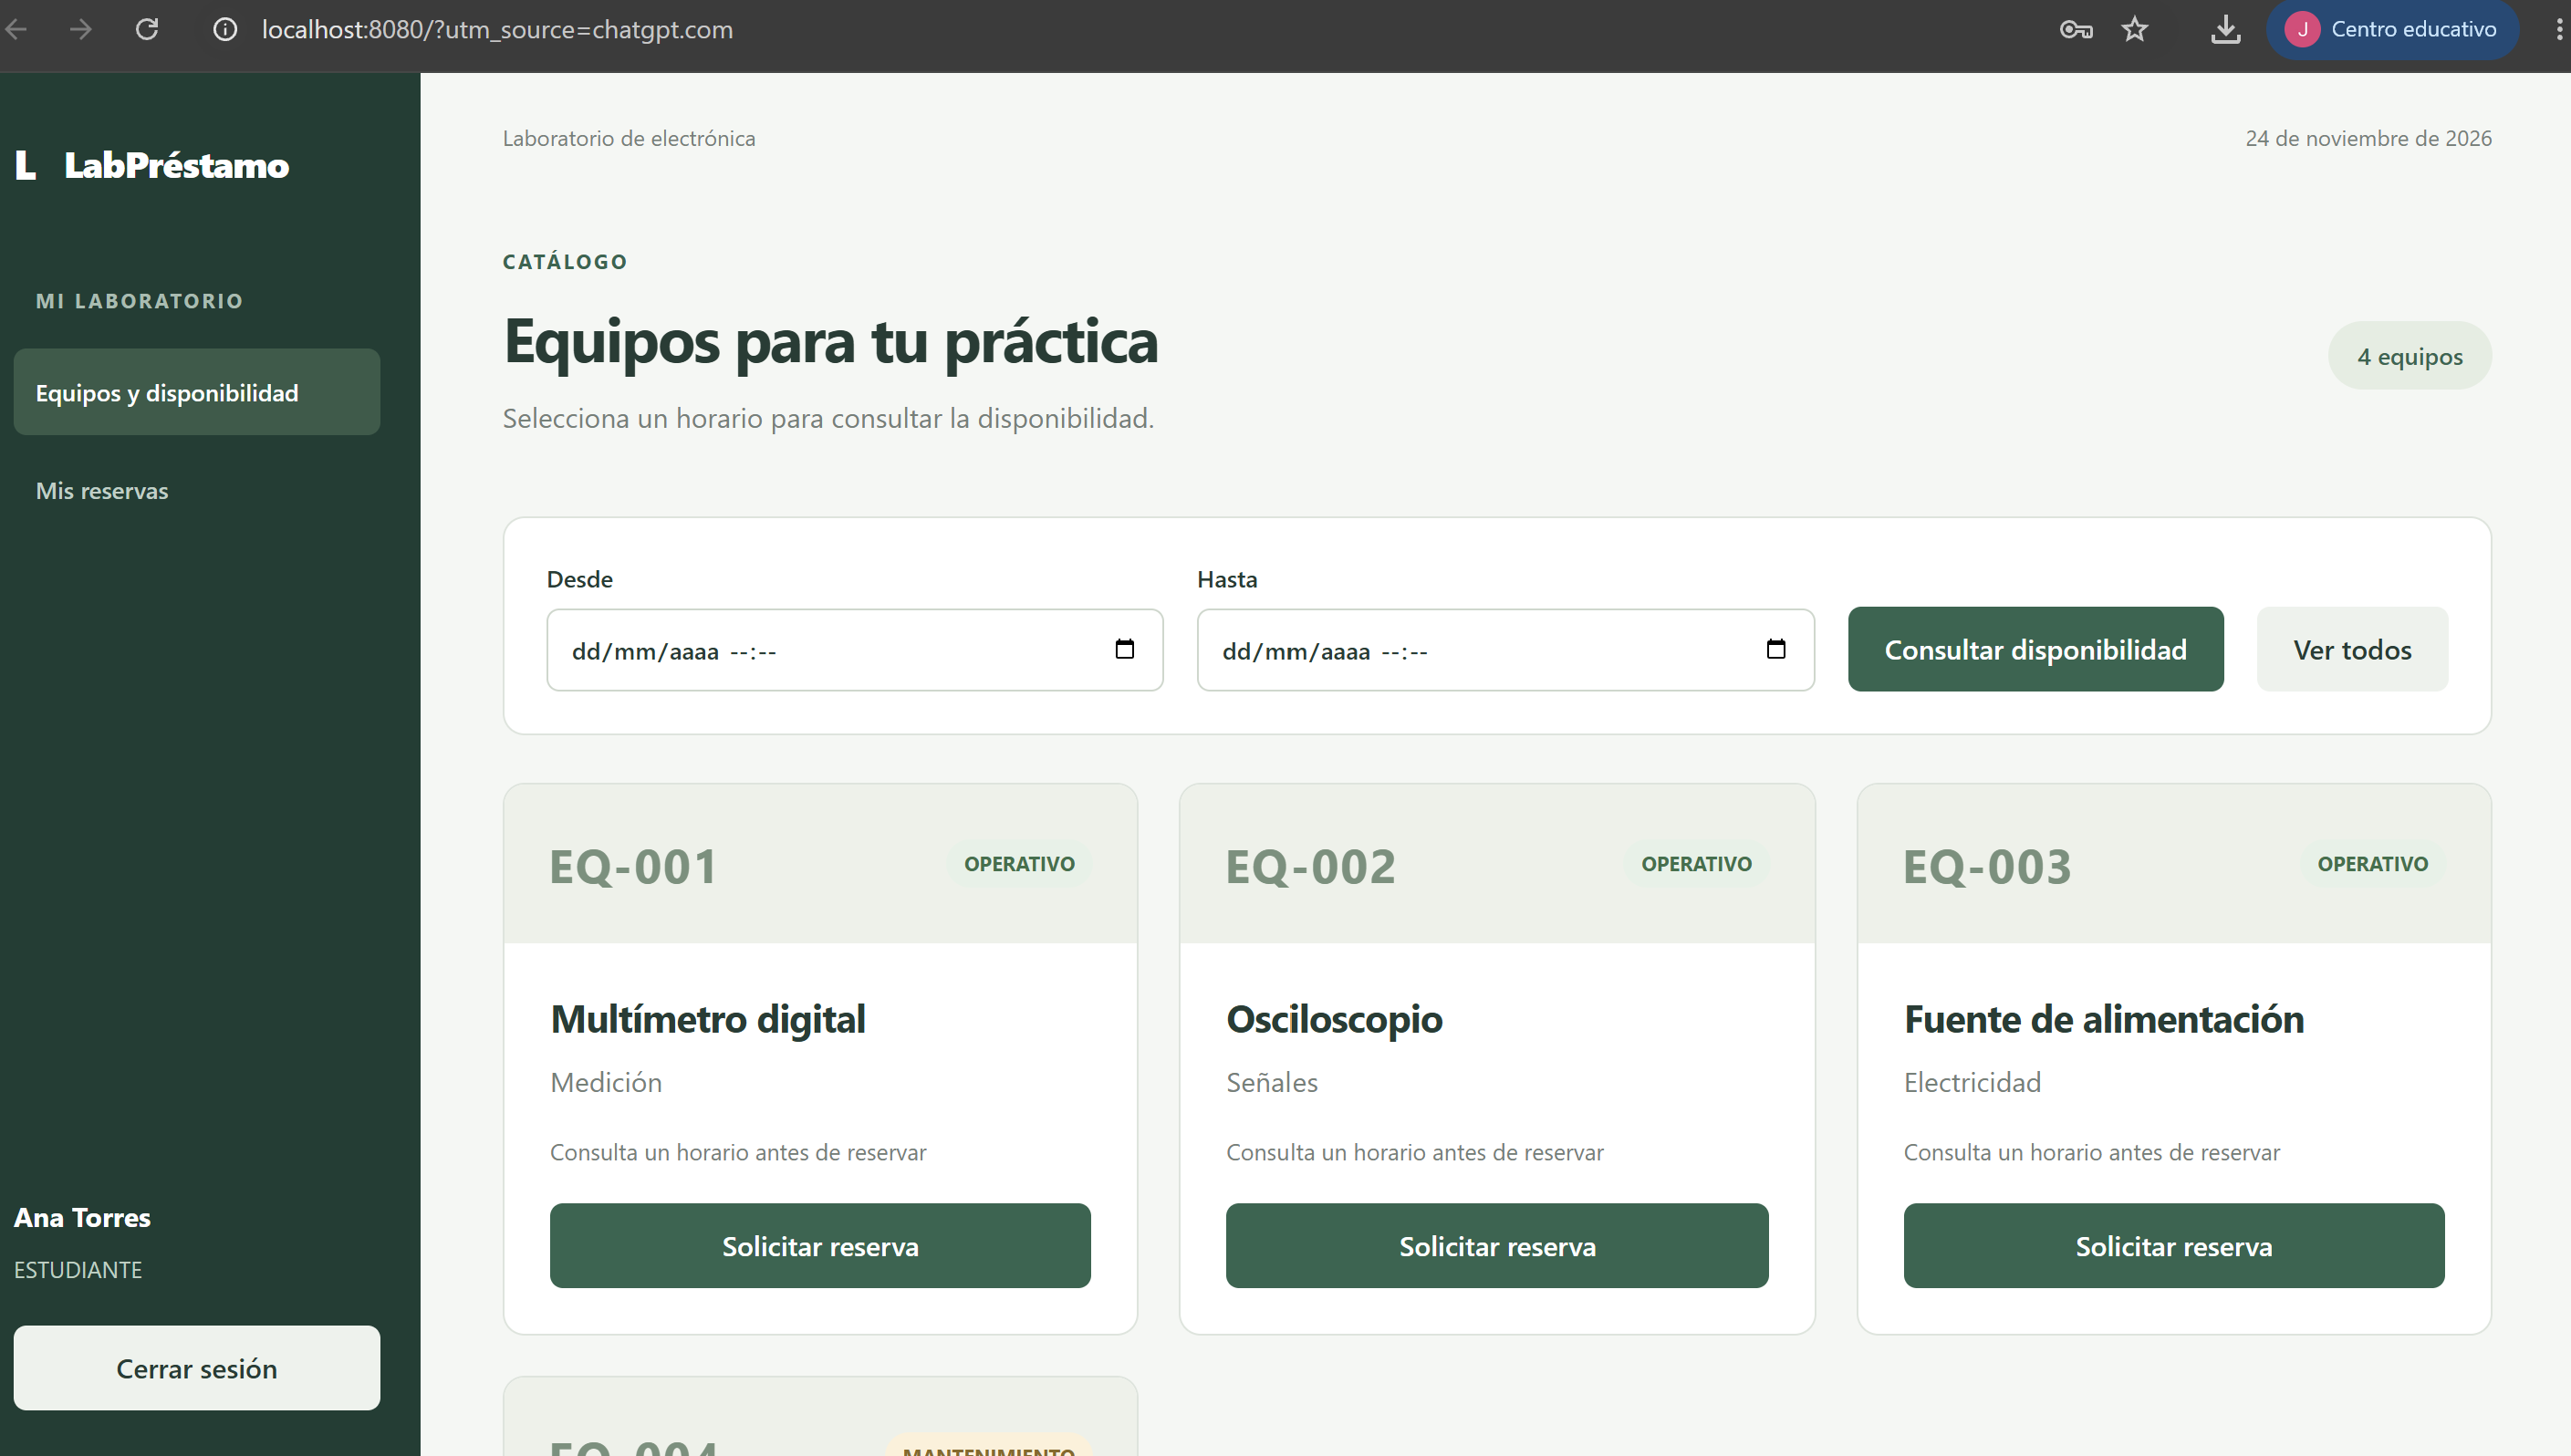 localhost:8080/?utm_source=chatgpt.com
J Centro educativo
L LabPréstamo
MI LABORATORIO
Equipos y disponibilidad
Mis reservas
Ana Torres
ESTUDIANTE
Cerrar sesión
Laboratorio de electrónica
24 de noviembre de 2026
CATÁLOGO
Equipos para tu práctica
4 equipos
Selecciona un horario para consultar la disponibilidad.
Desde
Hasta
dd/mm/aaaa --:--
dd/mm/aaaa --:--
Consultar disponibilidad
Ver todos
EQ-001
OPERATIVO
Multímetro digital
Medición
Consulta un horario antes de reservar
Solicitar reserva
EQ-002
OPERATIVO
Osciloscopio
Señales
Consulta un horario antes de reservar
Solicitar reserva
EQ-003
OPERATIVO
Fuente de alimentación
Electricidad
Consulta un horario antes de reservar
Solicitar reserva
EQ-004
MANTENIMIENTO